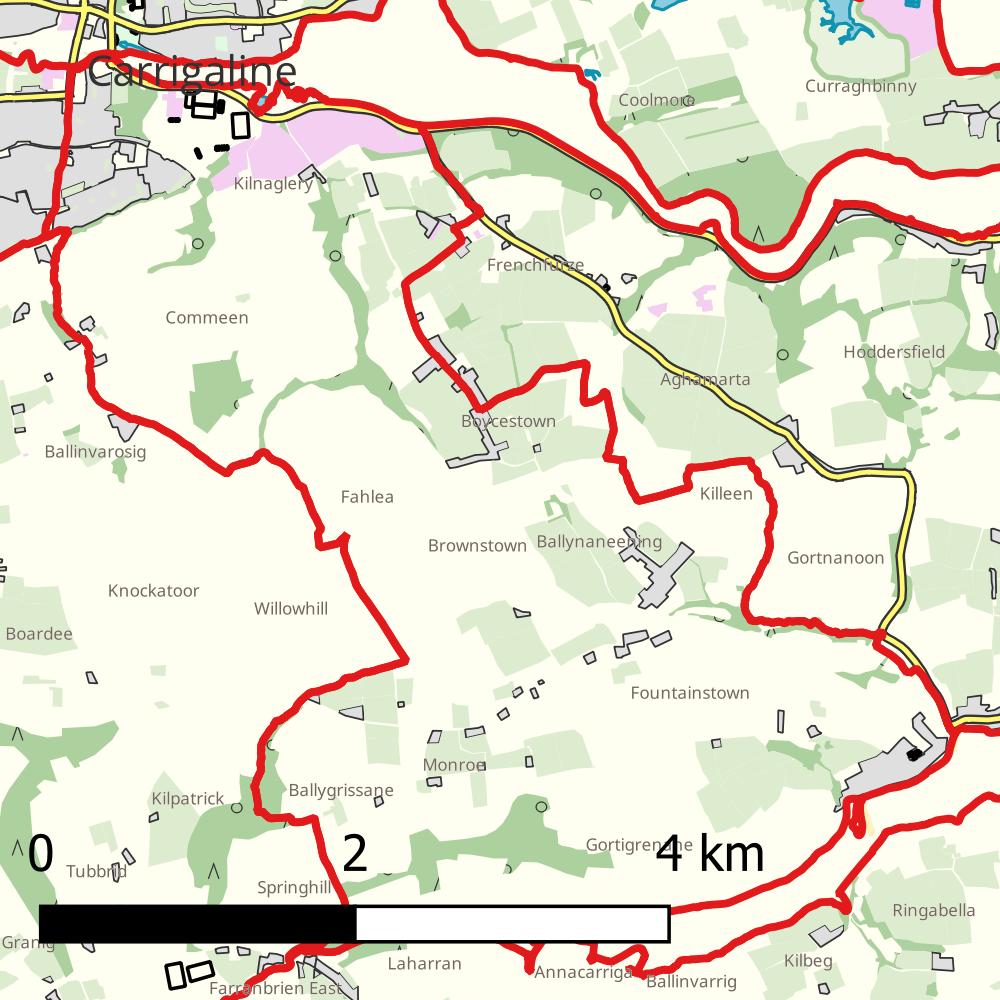 Carrigaline
Curraghbinny
Coolmore
Kilnaglery
Frenchfurze
Commeen
Hoddersfield
Aghamarta
Boycestown
Ballinvarosig
Fahlea
Killeen
Brownstown
Ballynaneening
Gortnanoon
Knockatoor
Willowhill
Boardee
Fountainstown
Monroe
Ballygrissane
Kilpatrick
Gortigrenane
0 2 4 km
Tubbrid
Springhill
Ringabella
Granig
Laharran
Kilbeg
Annacarriga
Ballinvarrig
Farranbrien East